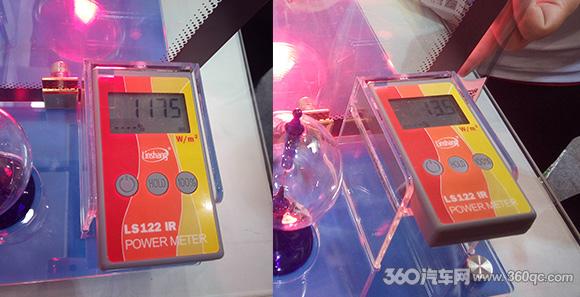 1175
W/m²
Linshang
HOLD
100%
LS122 IR
POWER METER
W/m²
Linshang
HOLD
100%
LS122 IR
POWER METER
360汽车网 www.360qc.com